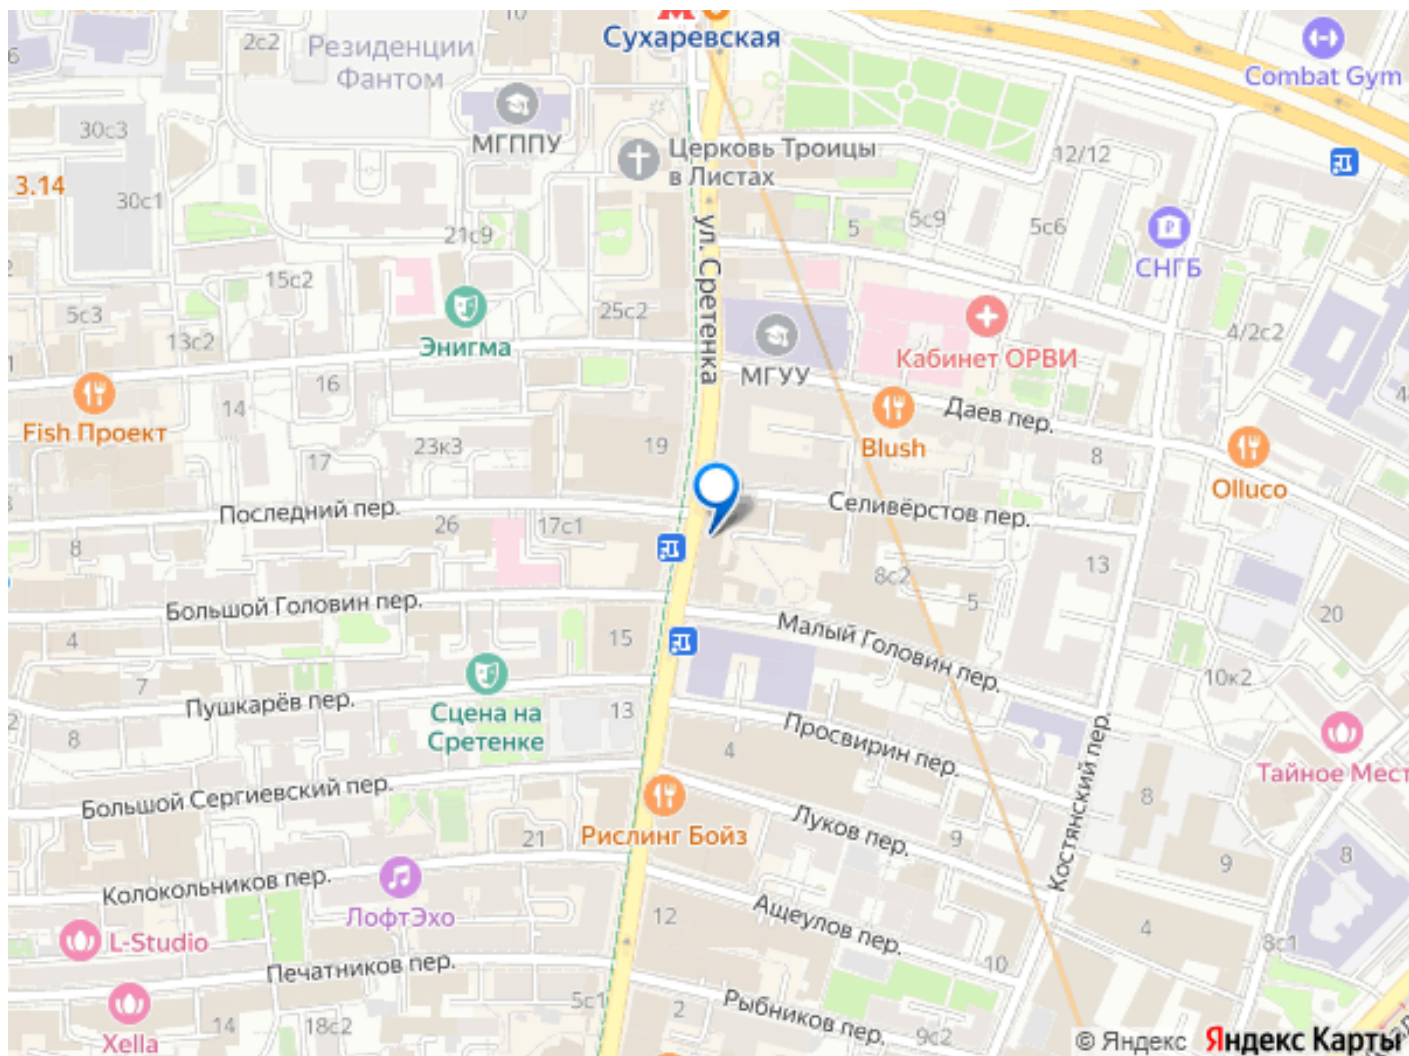 10
2с2
Резиденции
Фантом
М
Сухаревская
Combat Gym
6
30с3
МГППУ
Церковь Троицы
в Листах
12/12
3.14
30с1
21с9
ул. Сретенка
5
5с9
5с6
СНГБ
15с2
5с3
13с2
Энигма
25с2
МГУУ
Кабинет ОРВИ
4/2с2
16
14
Fish Проект
23к3
17
19
Blush
Даев пер.
8
Olluco
Последний пер.
26
17с1
Селивёрстов пер.
8
13
8с2
5
20
Большой Головин пер.
4
15
Малый Головин пер.
10к2
7
Пушкарёв пер.
Сцена на
Сретенке
13
8
4
Просвирин пер.
Костянский пер.
Тайное Мест
Большой Сергиевский пер.
Рислинг Бойз
Луков пер.
8
9
9
8
21
Колокольников пер.
ЛофтЭхо
12
Ащеулов пер.
4
8с1
L-Studio
Печатников пер.
10
5с1
2
Рыбников пер.
9с2
14
18с2
Xella
© Яндекс Яндекс Карты